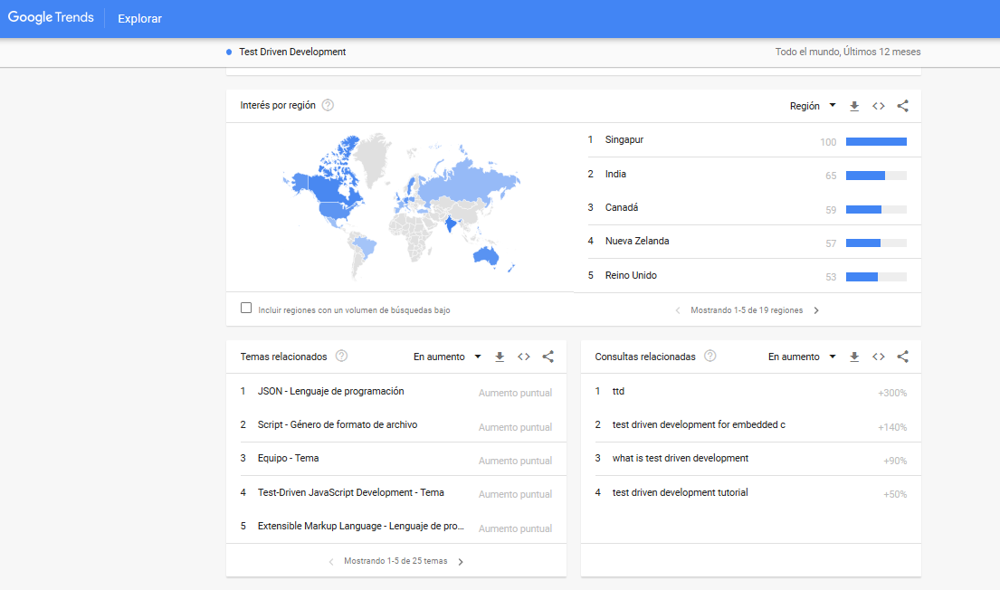 Google Trends Explorar
Test Driven Development Todo el mundo, Últimos 12 meses
Interés por región ? Región
1 Singapur 100
2 India 65
3 Canadá 59
4 Nueva Zelanda 57
5 Reino Unido 53
Incluir regiones con un volumen de búsquedas bajo
Mostrando 1-5 de 19 regiones
Temas relacionados ? En aumento
1 JSON - Lenguaje de programación Aumento puntual
2 Script - Género de formato de archivo Aumento puntual
3 Equipo - Tema Aumento puntual
4 Test-Driven JavaScript Development - Tema Aumento puntual
5 Extensible Markup Language - Lenguaje de pro... Aumento puntual
Mostrando 1-5 de 25 temas
Consultas relacionadas ? En aumento
1 ttd +300%
2 test driven development for embedded c +140%
3 what is test driven development +90%
4 test driven development tutorial +50%